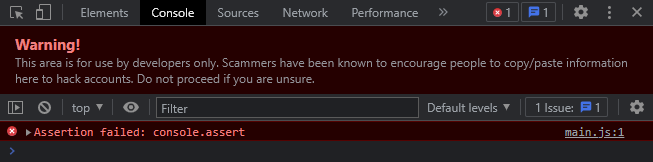 Elements Console Sources Network Performance » 1 1
Warning!
This area is for use by developers only. Scammers have been known to encourage people to copy/paste information
here to hack accounts. Do not proceed if you are unsure.
top Filter Default levels 1 Issue: 1
Assertion failed: console.assert main.js:1